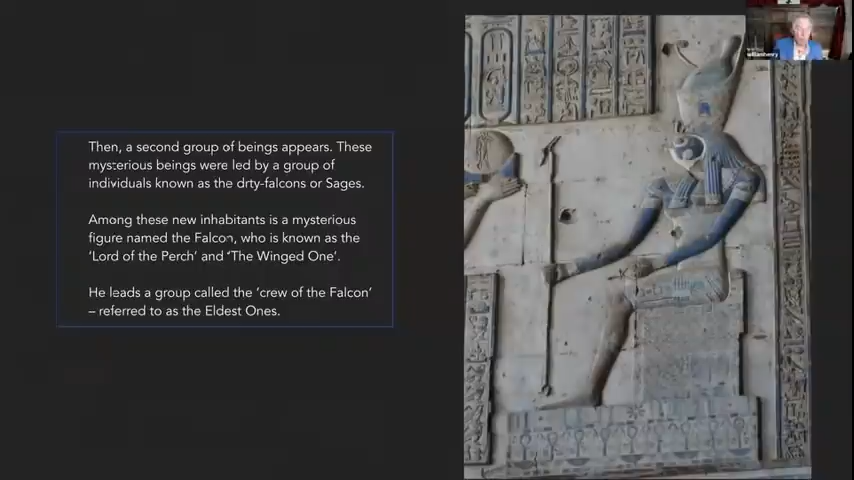 Then, a second group of beings appears. These
mysterious beings were led by a group of
individuals known as the drty-falcons or Sages.
Among these new inhabitants is a mysterious
figure named the Falcon, who is known as the
'Lord of the Perch' and 'The Winged One'.
He leads a group called the 'crew of the Falcon'
– referred to as the Eldest Ones.
williamhenry